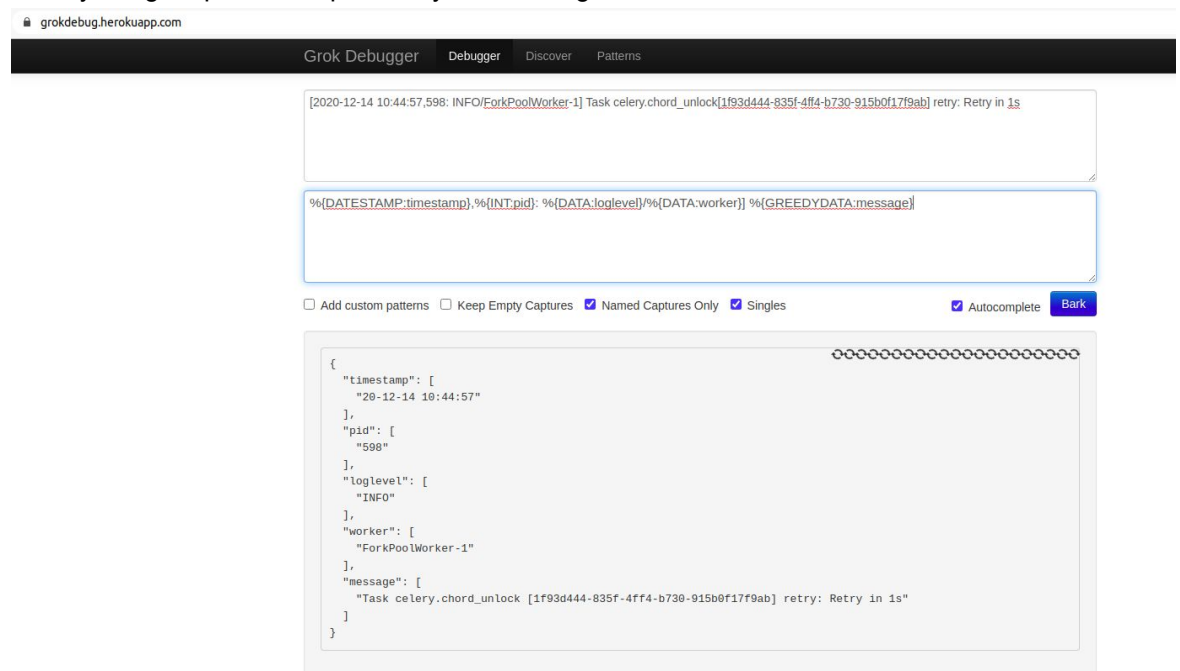 grokdebug.herokuapp.com
Grok Debugger Debugger Discover Patterns
[2020-12-14 10:44:57,598: INFO/ForkPoolWorker-1] Task celery.chord_unlock[1f93d444-835f-4ff4-b730-915b0f17f9ab] retry: Retry in 1s
%{DATESTAMP:timestamp},%{INT:pid}: %{DATA:loglevel}/%{DATA:worker}] %{GREEDYDATA:message}
Add custom patterns Keep Empty Captures Named Captures Only Singles Autocomplete Bark
{
"timestamp": [
"20-12-14 10:44:57"
],
"pid": [
"598"
],
"loglevel": [
"INFO"
],
"worker": [
"ForkPoolWorker-1"
],
"message": [
"Task celery.chord_unlock [1f93d444-835f-4ff4-b730-915b0f17f9ab] retry: Retry in 1s"
]
}